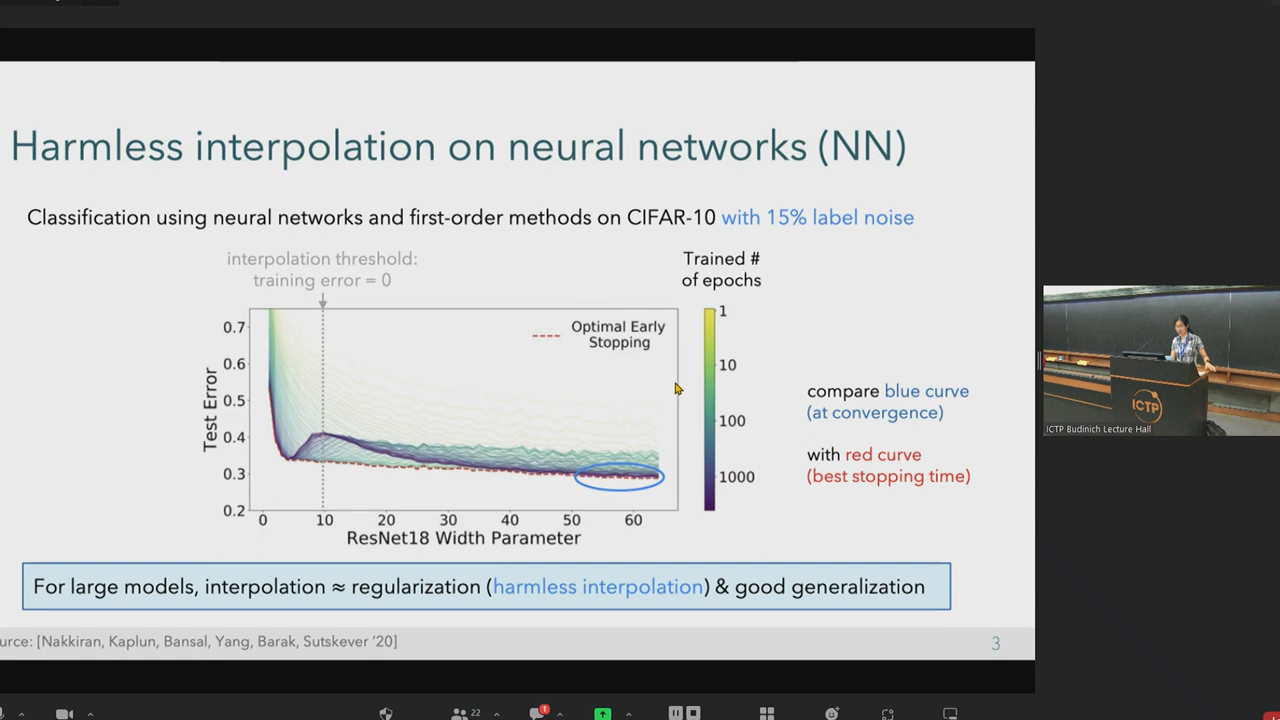 Harmless interpolation on neural networks (NN)
Classification using neural networks and first-order methods on CIFAR-10 with 15% label noise
interpolation threshold:
training error = 0
Trained #
of epochs
Optimal Early
Stopping
0.7
0.6
0.5
0.4
0.3
0.2
Test Error
0 10 20 30 40 50 60
ResNet18 Width Parameter
1
10
100
1000
compare blue curve
(at convergence)
with red curve
(best stopping time)
For large models, interpolation ≈ regularization (harmless interpolation) & good generalization
urce: [Nakkiran, Kaplun, Bansal, Yang, Barak, Sutskever '20]
3
ICTP
ICTP Budinich Lecture Hall
22
1